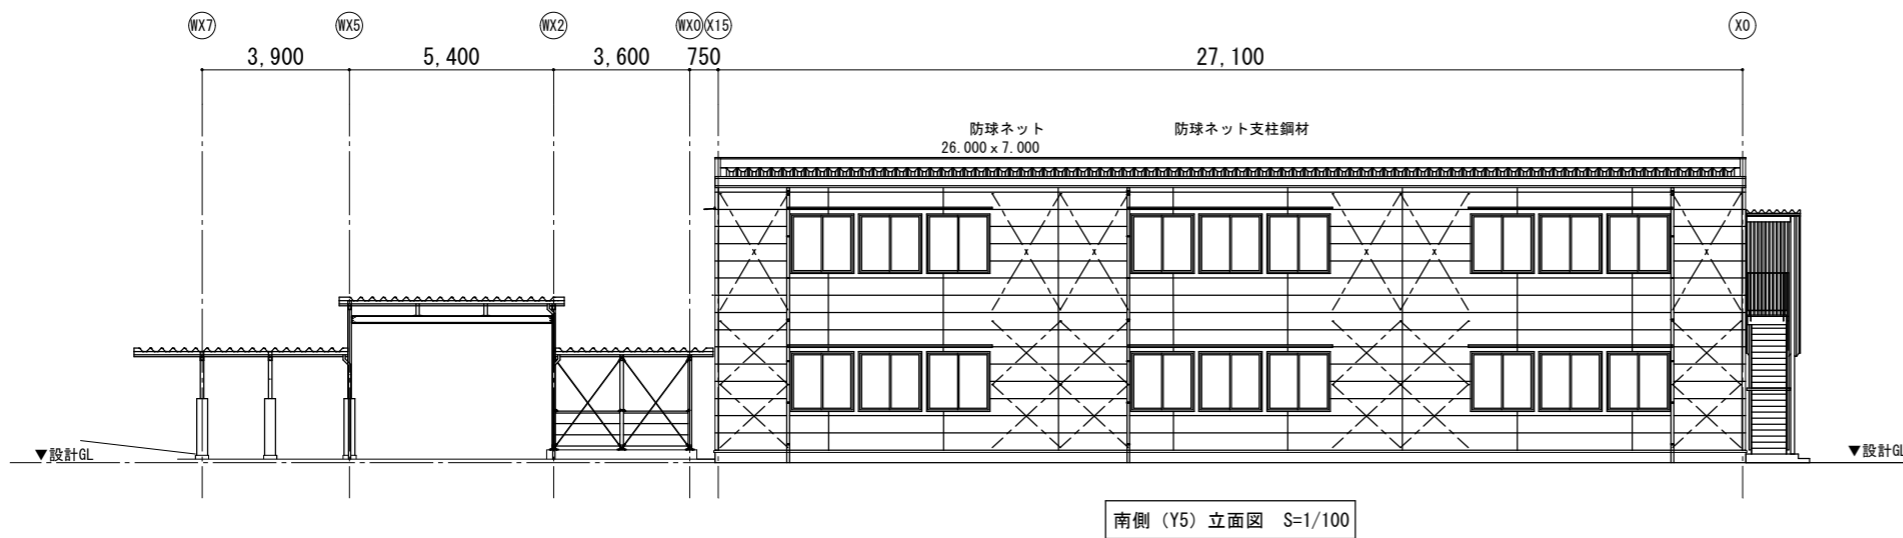 WX7 WX5 WX2 WX0 X15 X0
3,900 5,400 3,600 750 27,100
防球ネット 防球ネット支柱鋼材
26.000 x 7.000
x x x x x x
▼設計GL ▼設計GL
南側（Y5）立面図 S=1/100